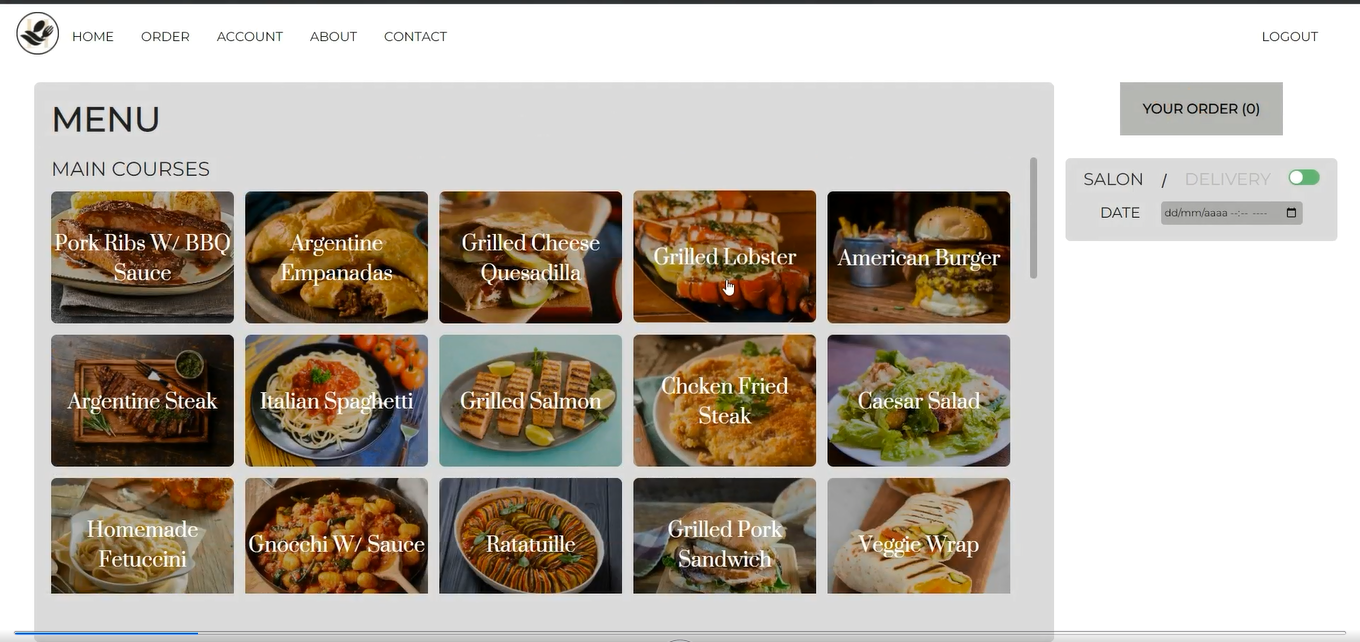 HOME ORDER ACCOUNT ABOUT CONTACT LOGOUT
MENU
YOUR ORDER (0)
MAIN COURSES
SALON / DELIVERY
DATE dd/mm/aaaa --:-- ----
Pork Ribs W/ BBQ
Sauce
Argentine
Empanadas
Grilled Cheese
Quesadilla
Grilled Lobster
American Burger
Argentine Steak
Italian Spaghetti
Grilled Salmon
Chcken Fried
Steak
Caesar Salad
Homemade
Fetuccini
Gnocchi W/ Sauce
Ratatuille
Grilled Pork
Sandwich
Veggie Wrap